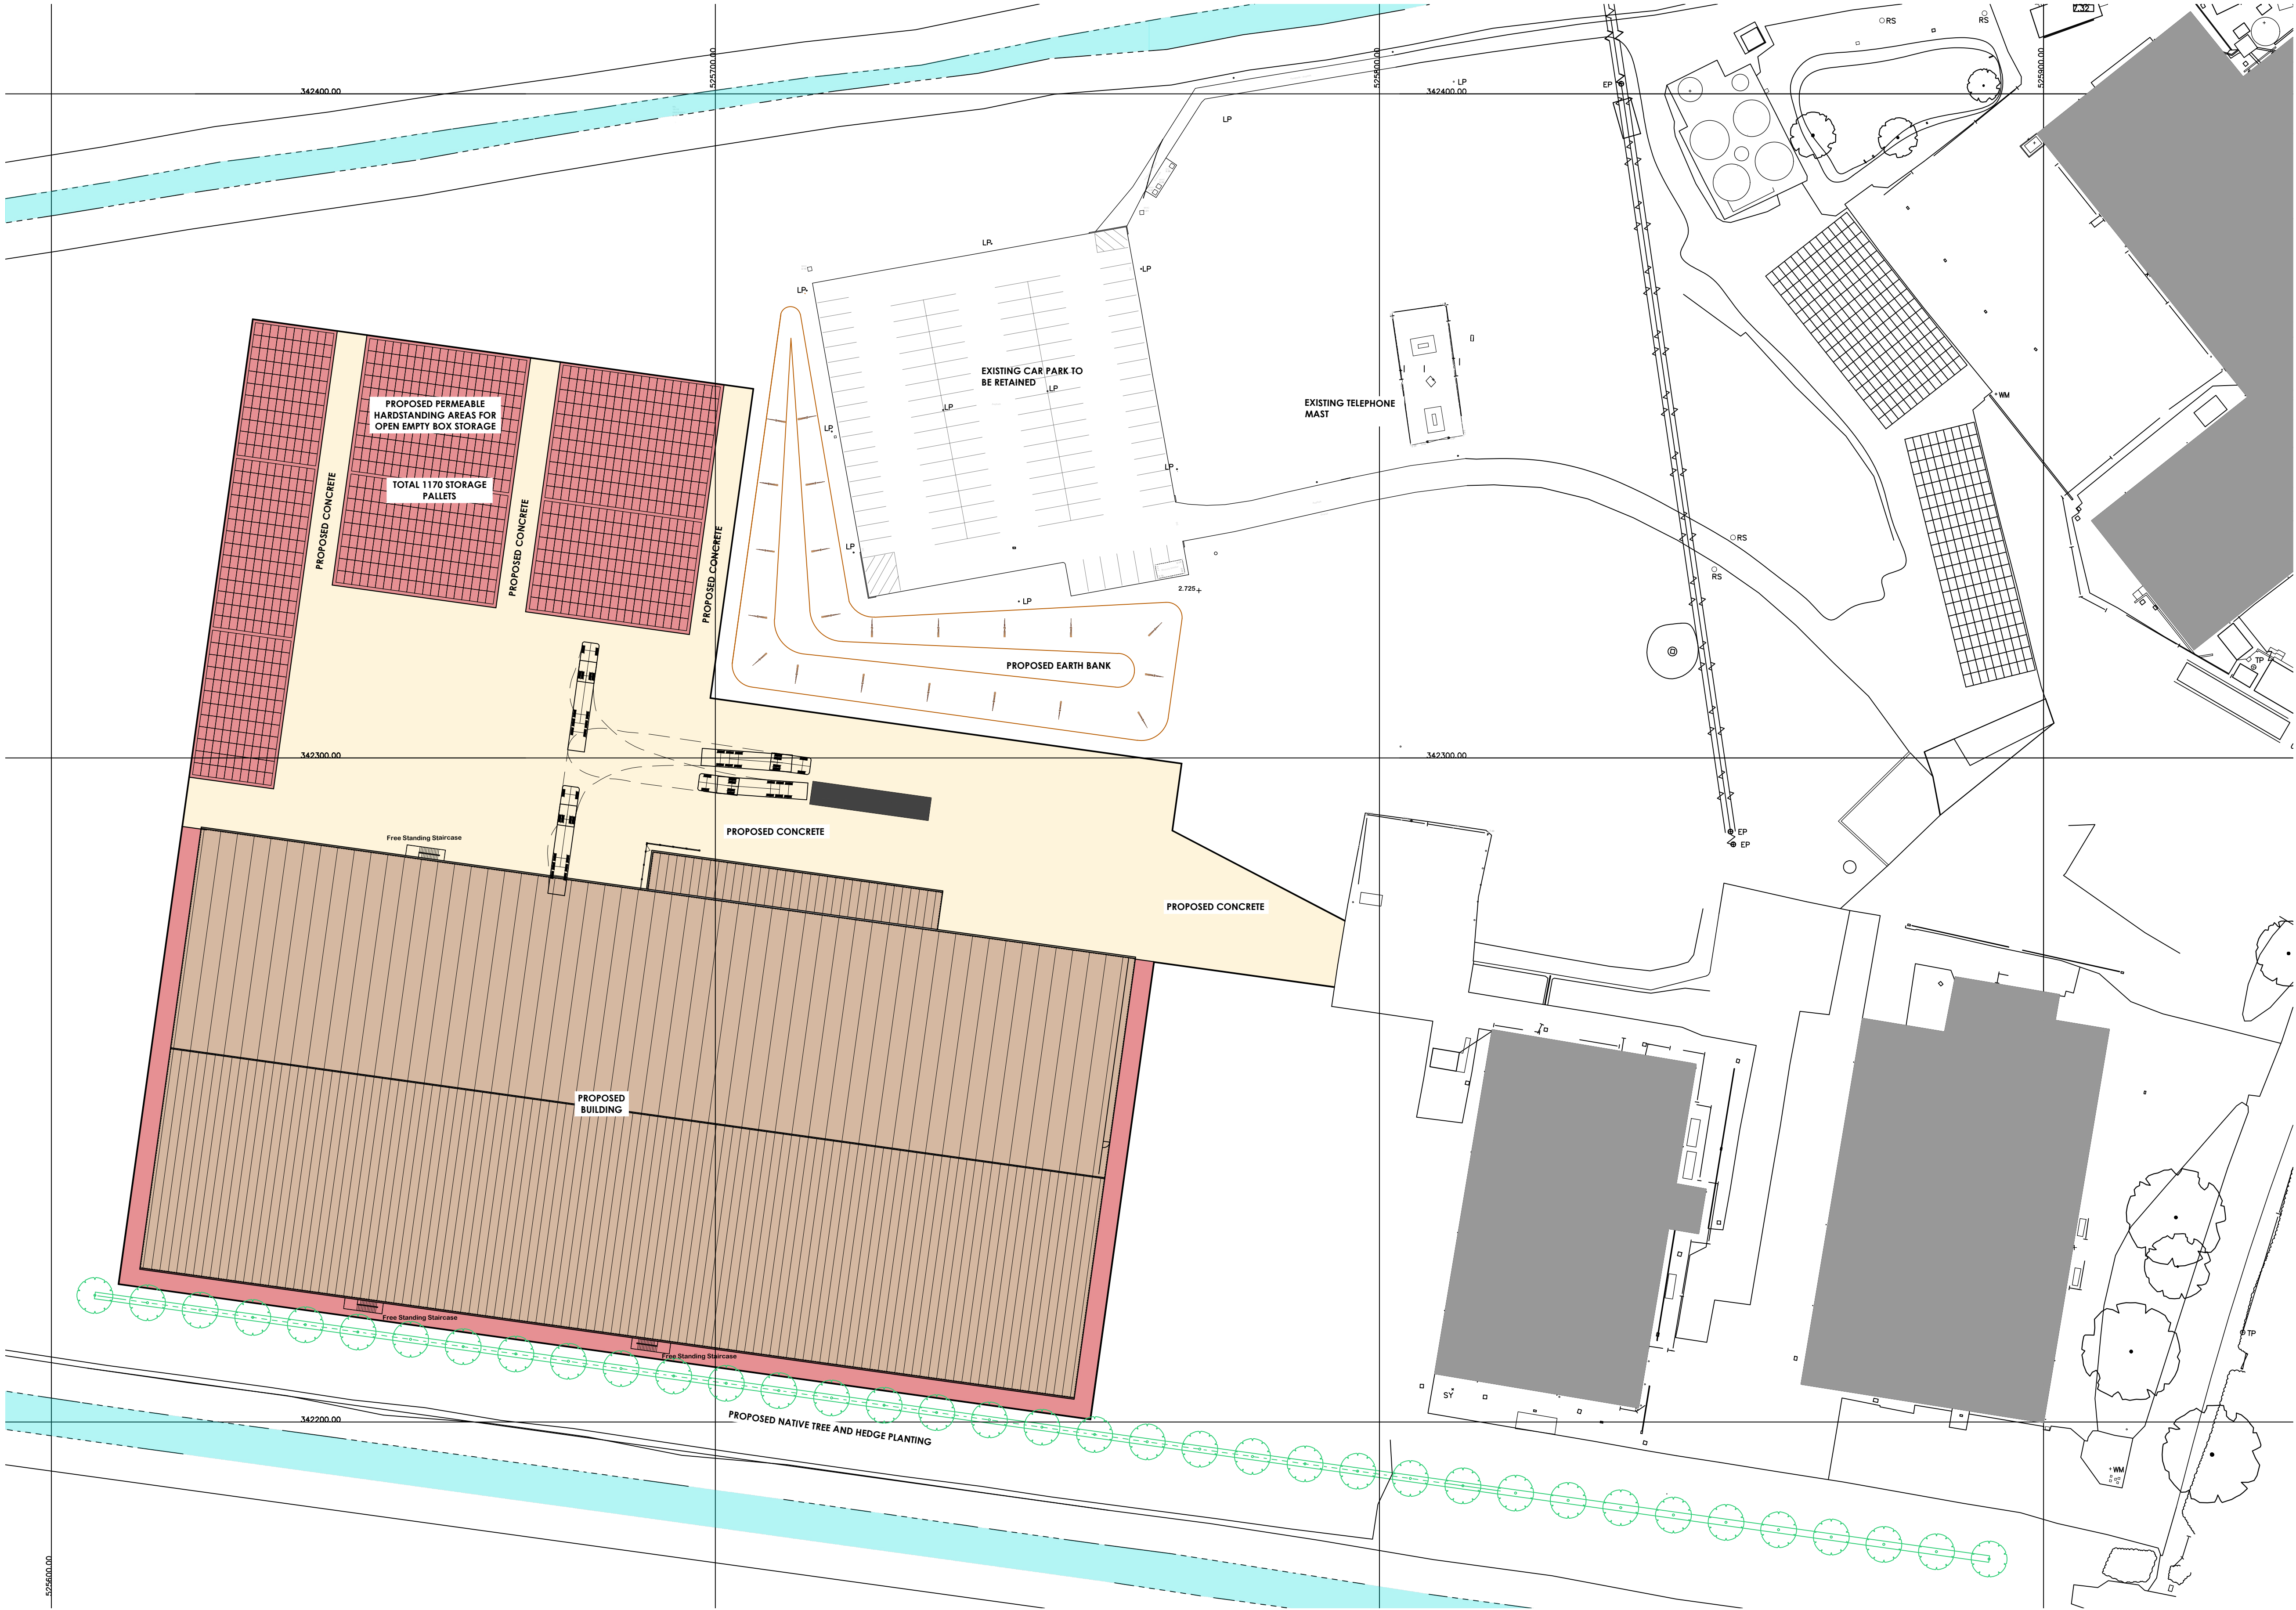 7.32
RS
RS
525700.00
525800.00
525900.00
LP
EP
342400.00
342400.00
LP
LP
LP
LP
EXISTING CAR PARK TO
BE RETAINED
LP
LP
EXISTING TELEPHONE
MAST
WM
PROPOSED PERMEABLE
HARDSTANDING AREAS FOR
OPEN EMPTY BOX STORAGE
LP
LP
TOTAL 1170 STORAGE
PALLETS
PROPOSED CONCRETE
PROPOSED CONCRETE
PROPOSED CONCRETE
LP
RS
RS
2.725
LP
PROPOSED EARTH BANK
TP
342300.00
342300.00
Free Standing Staircase
PROPOSED CONCRETE
EP
EP
PROPOSED CONCRETE
PROPOSED
BUILDING
Free Standing Staircase
Free Standing Staircase
TP
SY
342200.00
PROPOSED NATIVE TREE AND HEDGE PLANTING
WM
525600.00